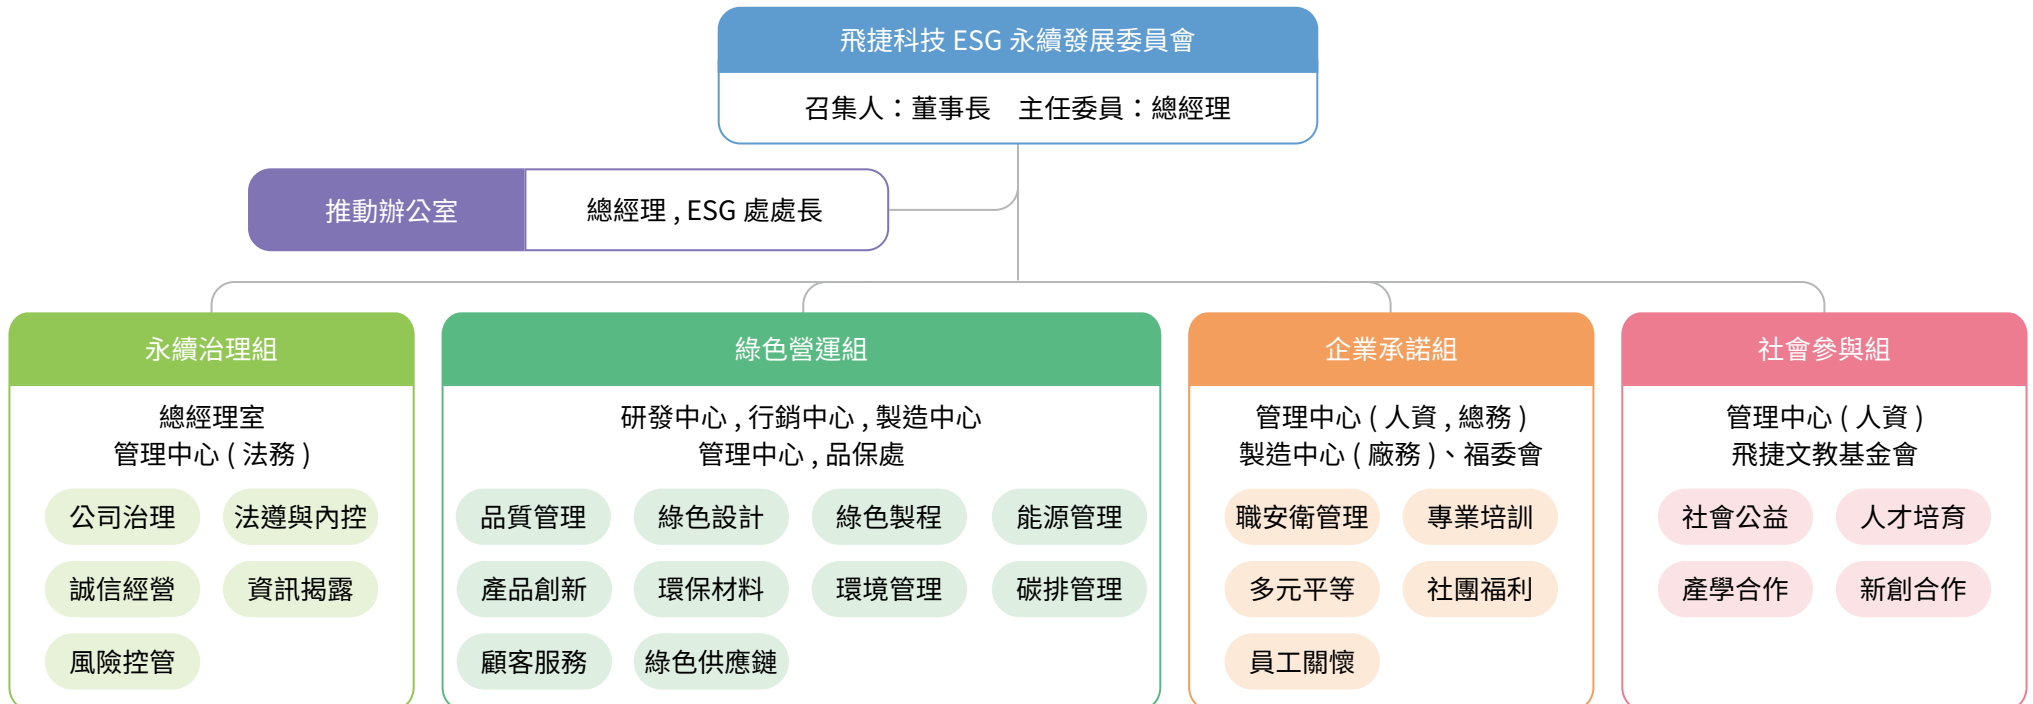 飛捷科技 ESG 永續發展委員會
召集人：董事長　主任委員：總經理
推動辦公室
總經理 , ESG 處處長
永續治理組
總經理室
管理中心 ( 法務 )
公司治理
法遵與內控
誠信經營
資訊揭露
風險控管
綠色營運組
研發中心 , 行銷中心 , 製造中心
管理中心 , 品保處
品質管理
綠色設計
綠色製程
能源管理
產品創新
環保材料
環境管理
碳排管理
顧客服務
綠色供應鏈
企業承諾組
管理中心 ( 人資 , 總務 )
製造中心 ( 廠務 )、福委會
職安衛管理
專業培訓
多元平等
社團福利
員工關懷
社會參與組
管理中心 ( 人資 )
飛捷文教基金會
社會公益
人才培育
產學合作
新創合作